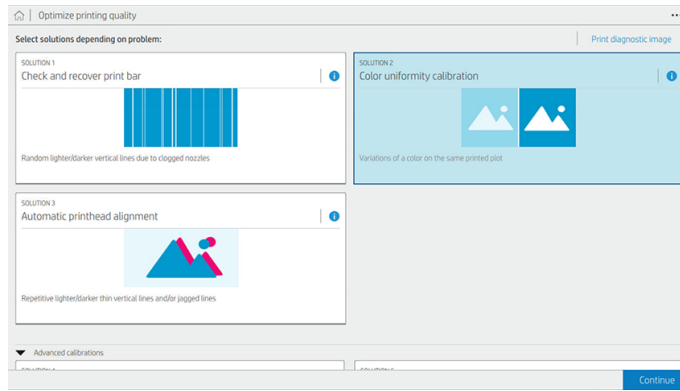 Optimize printing quality
Select solutions depending on problem:
Print diagnostic image
SOLUTION 1
Check and recover print bar
Random lighter/darker vertical lines due to clogged nozzles
SOLUTION 2
Color uniformity calibration
Variations of a color on the same printed plot
SOLUTION 3
Automatic printhead alignment
Repetitive lighter/darker thin vertical lines and/or jagged lines
Advanced calibrations
Continue